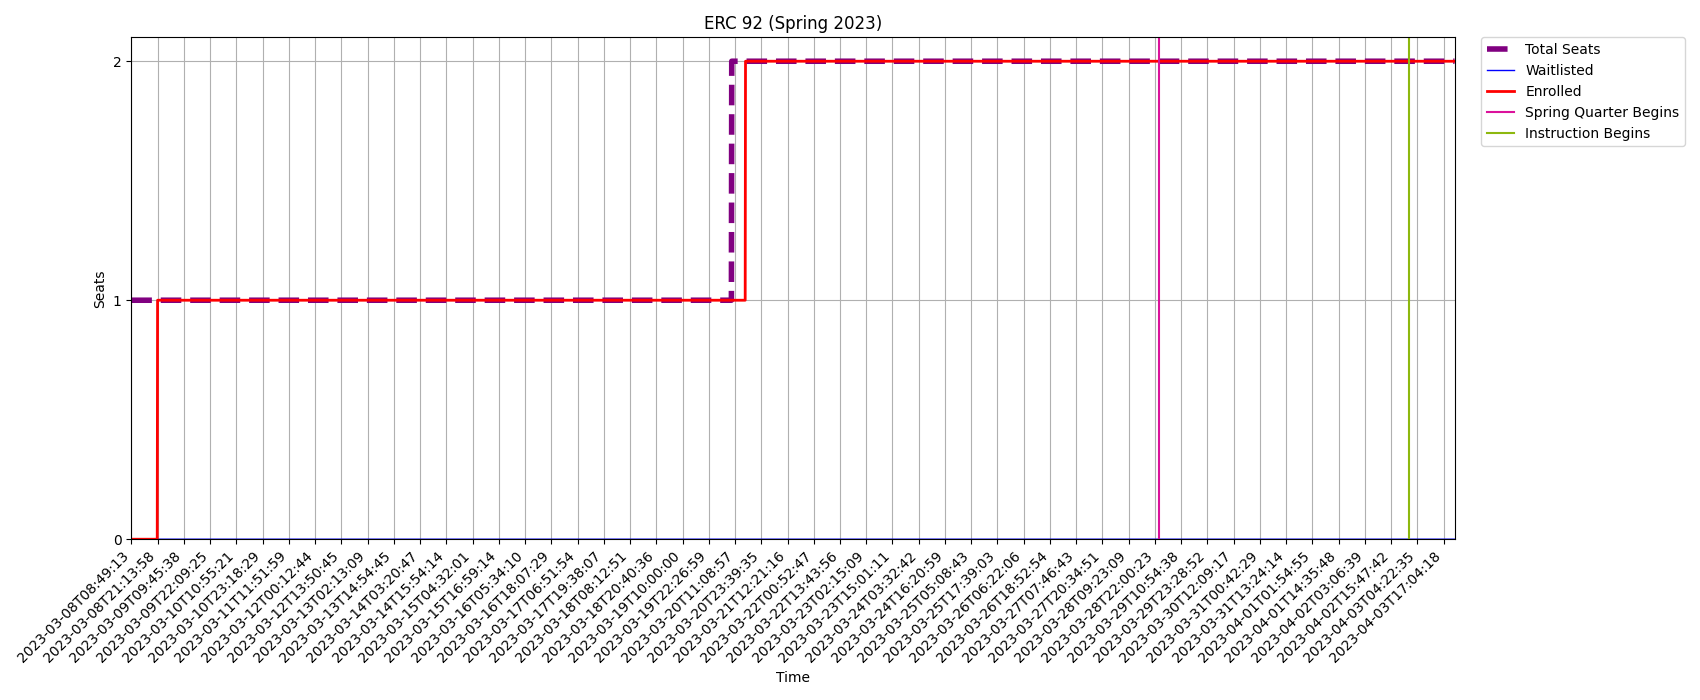 ERC 92 (Spring 2023)
Total Seats
Waitlisted
Enrolled
Spring Quarter Begins
Instruction Begins
Seats
2
1
0
2023-03-08T08:49:13
2023-03-08T21:13:58
2023-03-09T09:45:38
2023-03-09T22:09:25
2023-03-10T10:55:21
2023-03-10T23:18:29
2023-03-11T11:51:59
2023-03-12T00:12:44
2023-03-12T13:50:45
2023-03-13T02:13:09
2023-03-13T14:54:45
2023-03-14T03:20:47
2023-03-14T15:54:14
2023-03-15T04:32:01
2023-03-15T16:59:14
2023-03-16T05:34:10
2023-03-16T18:07:29
2023-03-17T06:51:54
2023-03-17T19:38:07
2023-03-18T08:12:51
2023-03-18T20:40:36
2023-03-19T10:00:00
2023-03-19T22:26:59
2023-03-20T11:08:57
2023-03-20T23:39:35
2023-03-21T12:21:16
2023-03-22T00:52:47
2023-03-22T13:43:56
2023-03-23T02:15:09
2023-03-23T15:01:11
2023-03-24T03:32:42
2023-03-24T16:20:59
2023-03-25T05:08:43
2023-03-25T17:39:03
2023-03-26T06:22:06
2023-03-26T18:52:54
2023-03-27T07:46:43
2023-03-27T20:34:51
2023-03-28T09:23:09
2023-03-28T22:00:23
2023-03-29T10:54:38
2023-03-29T23:28:52
2023-03-30T12:09:17
2023-03-31T00:42:29
2023-03-31T13:24:14
2023-04-01T01:54:55
2023-04-01T14:35:48
2023-04-02T03:06:39
2023-04-02T15:47:42
2023-04-03T04:22:35
2023-04-03T17:04:18
Time